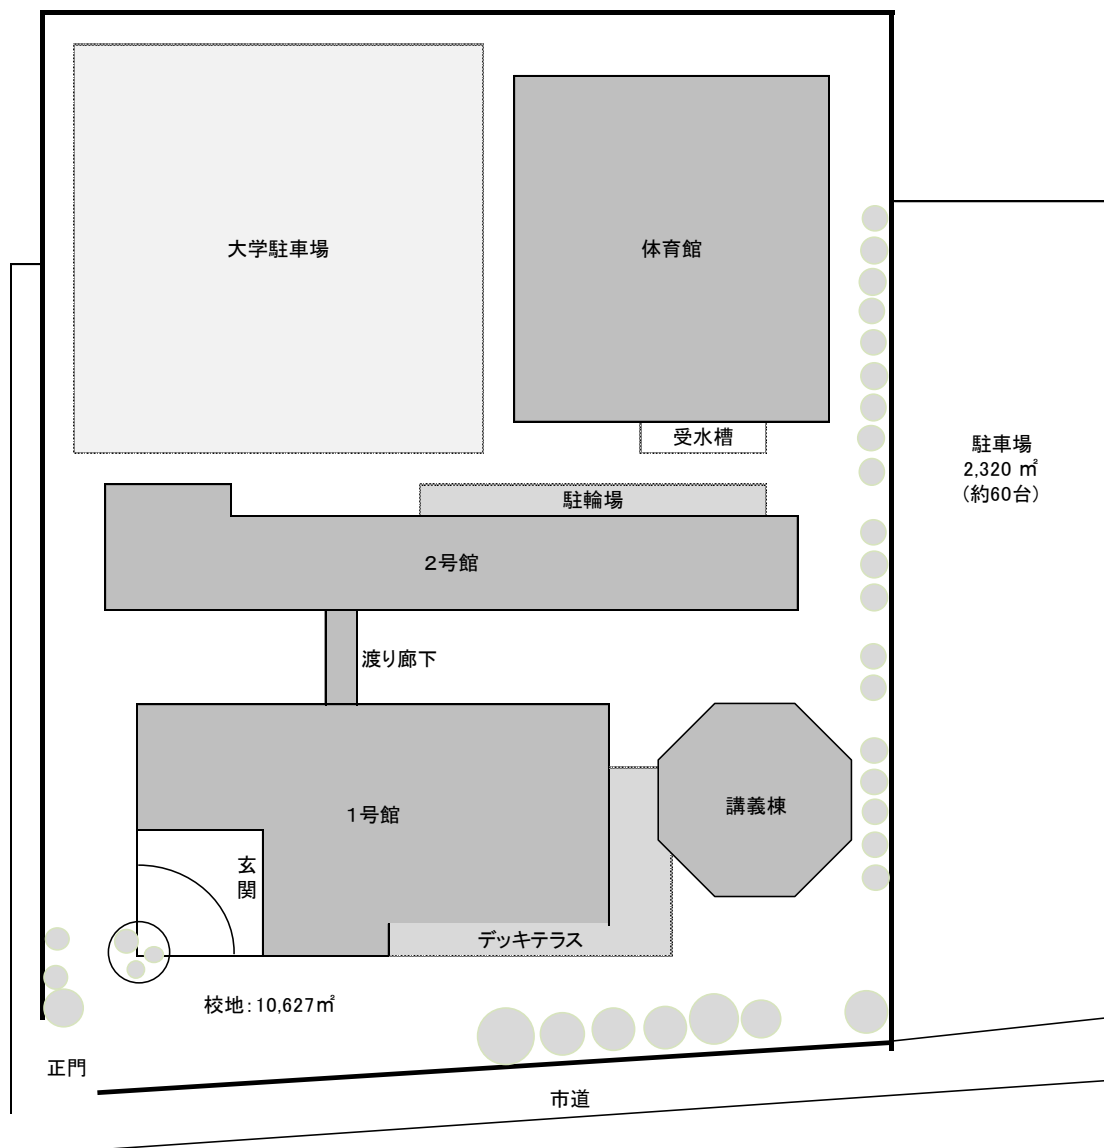 大学駐車場
体育館
受水槽
駐車場
2,320 ㎡
(約60台)
駐輪場
２号館
渡り廊下
１号館
講義棟
玄
関
デッキテラス
校地：10,627㎡
正門
市道